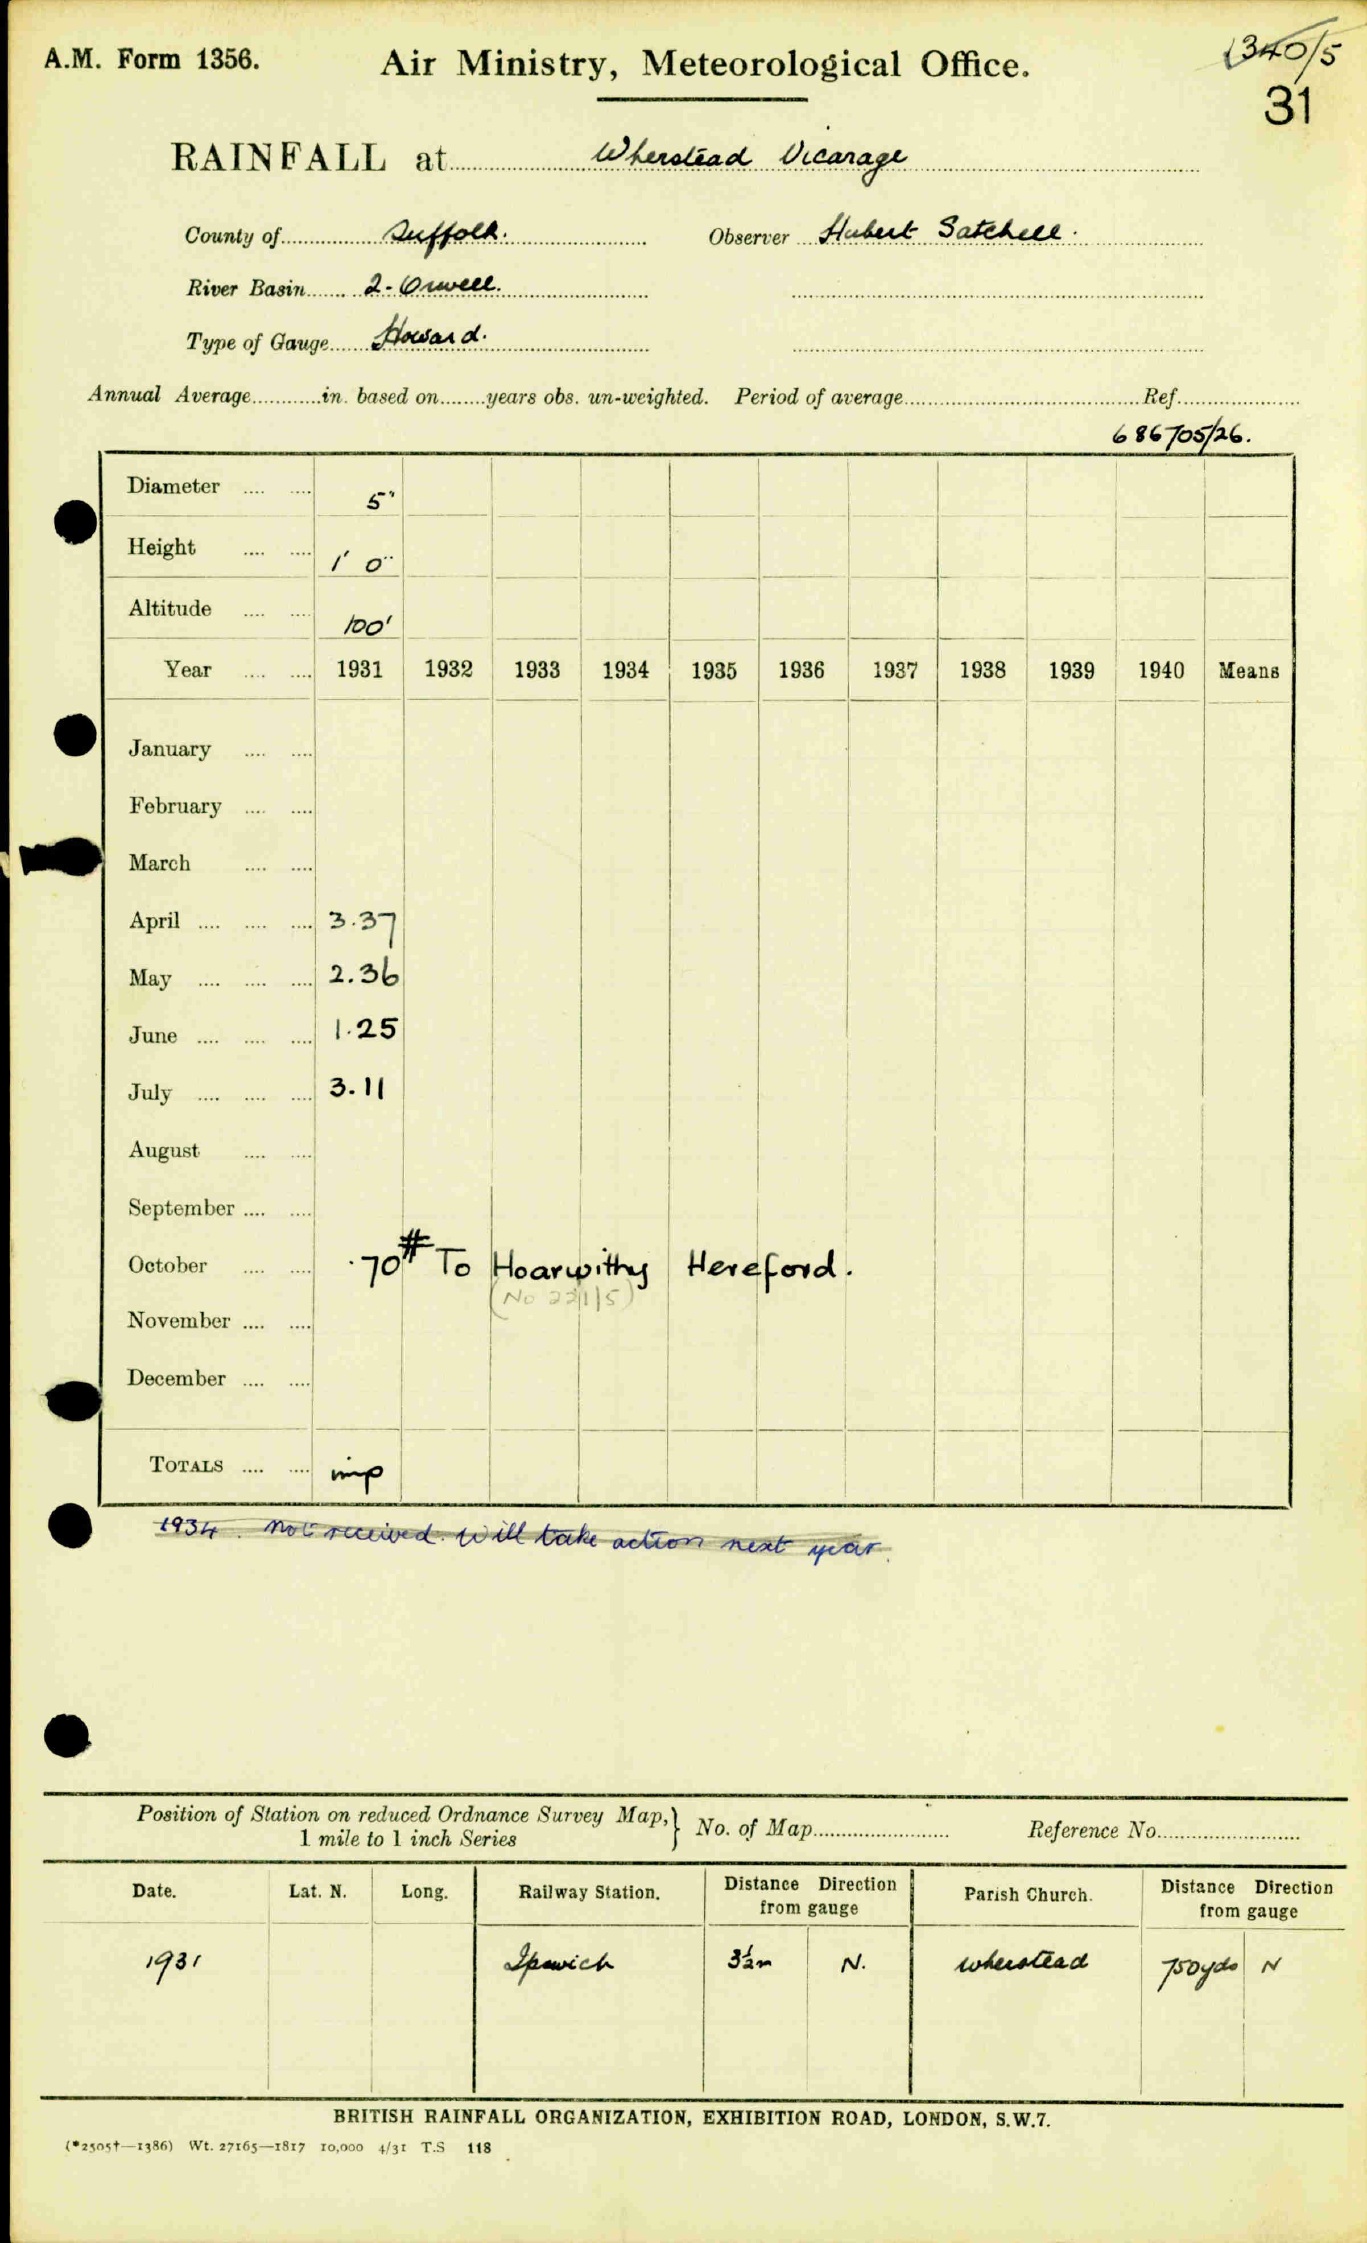 A.M. Form 1356.
Air Ministry, Meteorological Office.
340/5
31
RAINFALL at Wherstead Vicarage
County of Suffolk. Observer Hubert Satchell.
River Basin 2 - Orwell.
Type of Gauge Howard.
Annual Average............in. based on........years obs. un-weighted. Period of average........................Ref....................
686705/26.
Diameter .... .... 5"
Height .... .... 1' 0"
Altitude .... .... 100'
Year .... .... 1931 1932 1933 1934 1935 1936 1937 1938 1939 1940 Means
January .... ....
February .... ....
March .... ....
April .... .... .... 3.37
May .... .... .... 2.36
June .... .... .... 1.25
July .... .... .... 3.11
August .... ....
September .... ....
October .... .... .70 # To Hoarwithy Hereford.
(No 221/5)
November .... ....
December .... ....
TOTALS .... .... imp
1934. Not received. Will take action next year.
Position of Station on reduced Ordnance Survey Map,} No. of Map........................ Reference No.........................
1 mile to 1 inch Series
Date. Lat. N. Long. Railway Station. Distance Direction from gauge Parish Church. Distance Direction from gauge
1931 Ipswich 3½m N. Wherstead 750yds N
BRITISH RAINFALL ORGANIZATION, EXHIBITION ROAD, LONDON, S.W.7.
(*2505†—1386) Wt. 27165—1817 10,000 4/31 T.S 118